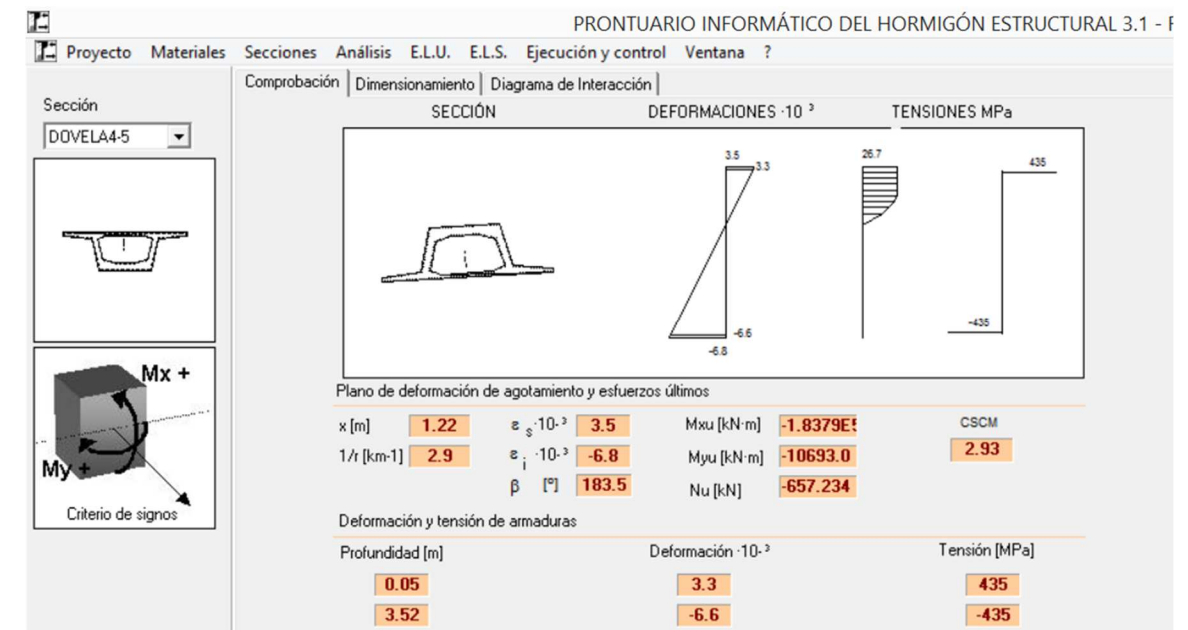 PRONTUARIO INFORMÁTICO DEL HORMIGÓN ESTRUCTURAL 3.1 -
Proyecto Materiales Secciones Análisis E.L.U. E.L.S. Ejecución y control Ventana ?
Comprobación Dimensionamiento Diagrama de Interacción
Sección
DOVELA4-5
SECCIÓN DEFORMACIONES ·10 ³ TENSIONES MPa
3.5 3.3 26.7 435
-6.6 -6.8 -435
Mx +
My +
Criterio de signos
Plano de deformación de agotamiento y esfuerzos últimos
x [m] 1.22 ε s ·10- ³ 3.5 Mxu [kN·m] -1.8379E CSCM
1/r [km-1] 2.9 ε i ·10- ³ -6.8 Myu [kN·m] -10693.0 2.93
β [º] 183.5 Nu [kN] -657.234
Deformación y tensión de armaduras
Profundidad [m] Deformación ·10- ³ Tensión [MPa]
0.05 3.3 435
3.52 -6.6 -435